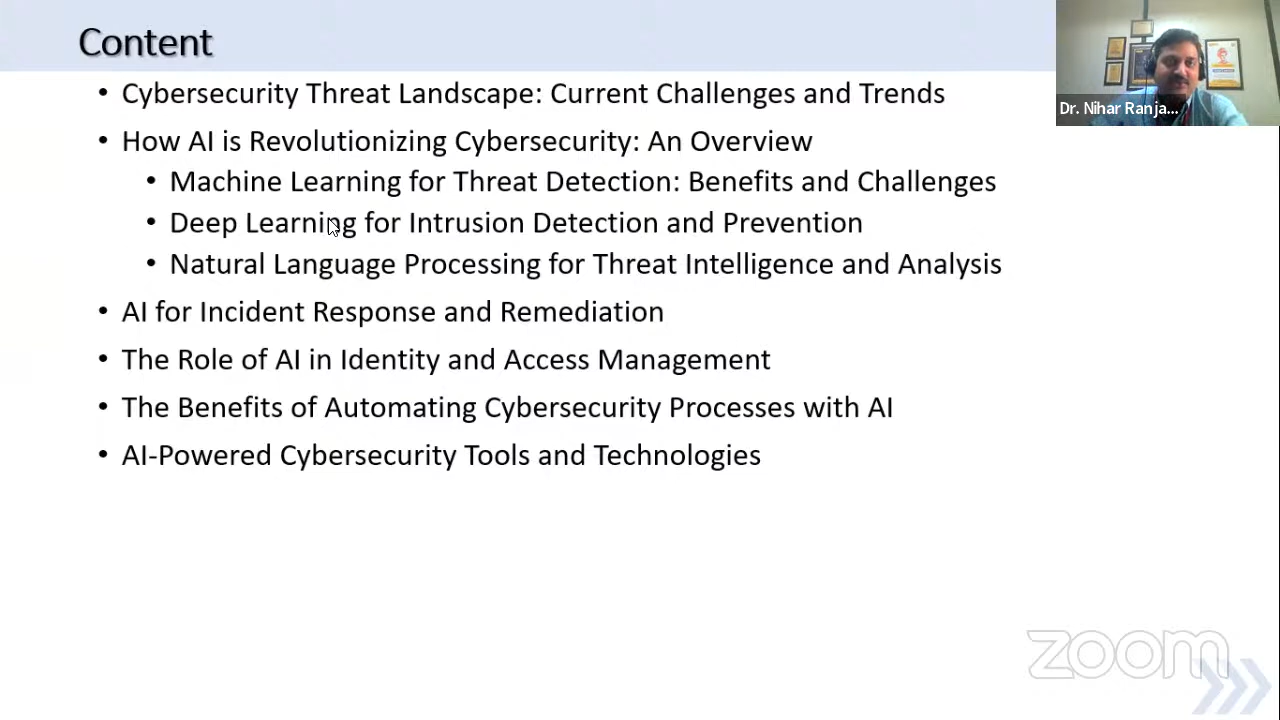 Content
• Cybersecurity Threat Landscape: Current Challenges and Trends
• How AI is Revolutionizing Cybersecurity: An Overview
• Machine Learning for Threat Detection: Benefits and Challenges
• Deep Learning for Intrusion Detection and Prevention
• Natural Language Processing for Threat Intelligence and Analysis
• AI for Incident Response and Remediation
• The Role of AI in Identity and Access Management
• The Benefits of Automating Cybersecurity Processes with AI
• AI-Powered Cybersecurity Tools and Technologies
Dr. Nihar Ranja...
zoom